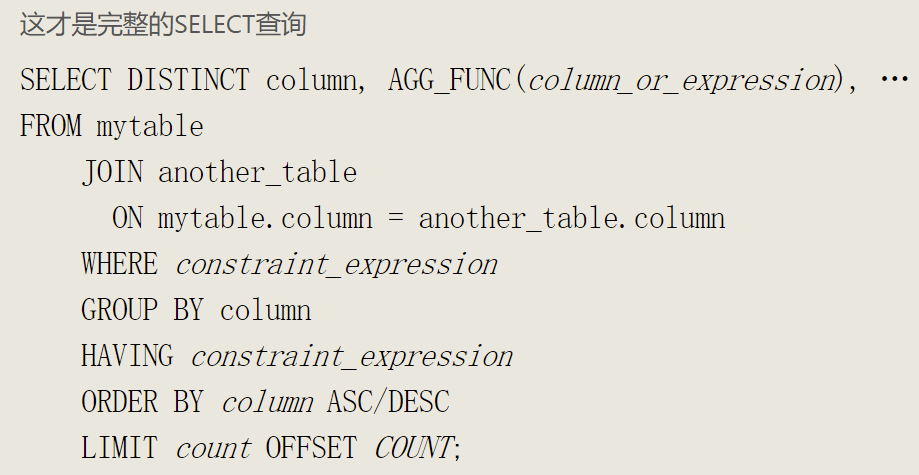 这才是完整的SELECT查询
SELECT DISTINCT column, AGG_FUNC(column_or_expression), …
FROM mytable
JOIN another_table
ON mytable.column = another_table.column
WHERE constraint_expression
GROUP BY column
HAVING constraint_expression
ORDER BY column ASC/DESC
LIMIT count OFFSET COUNT;